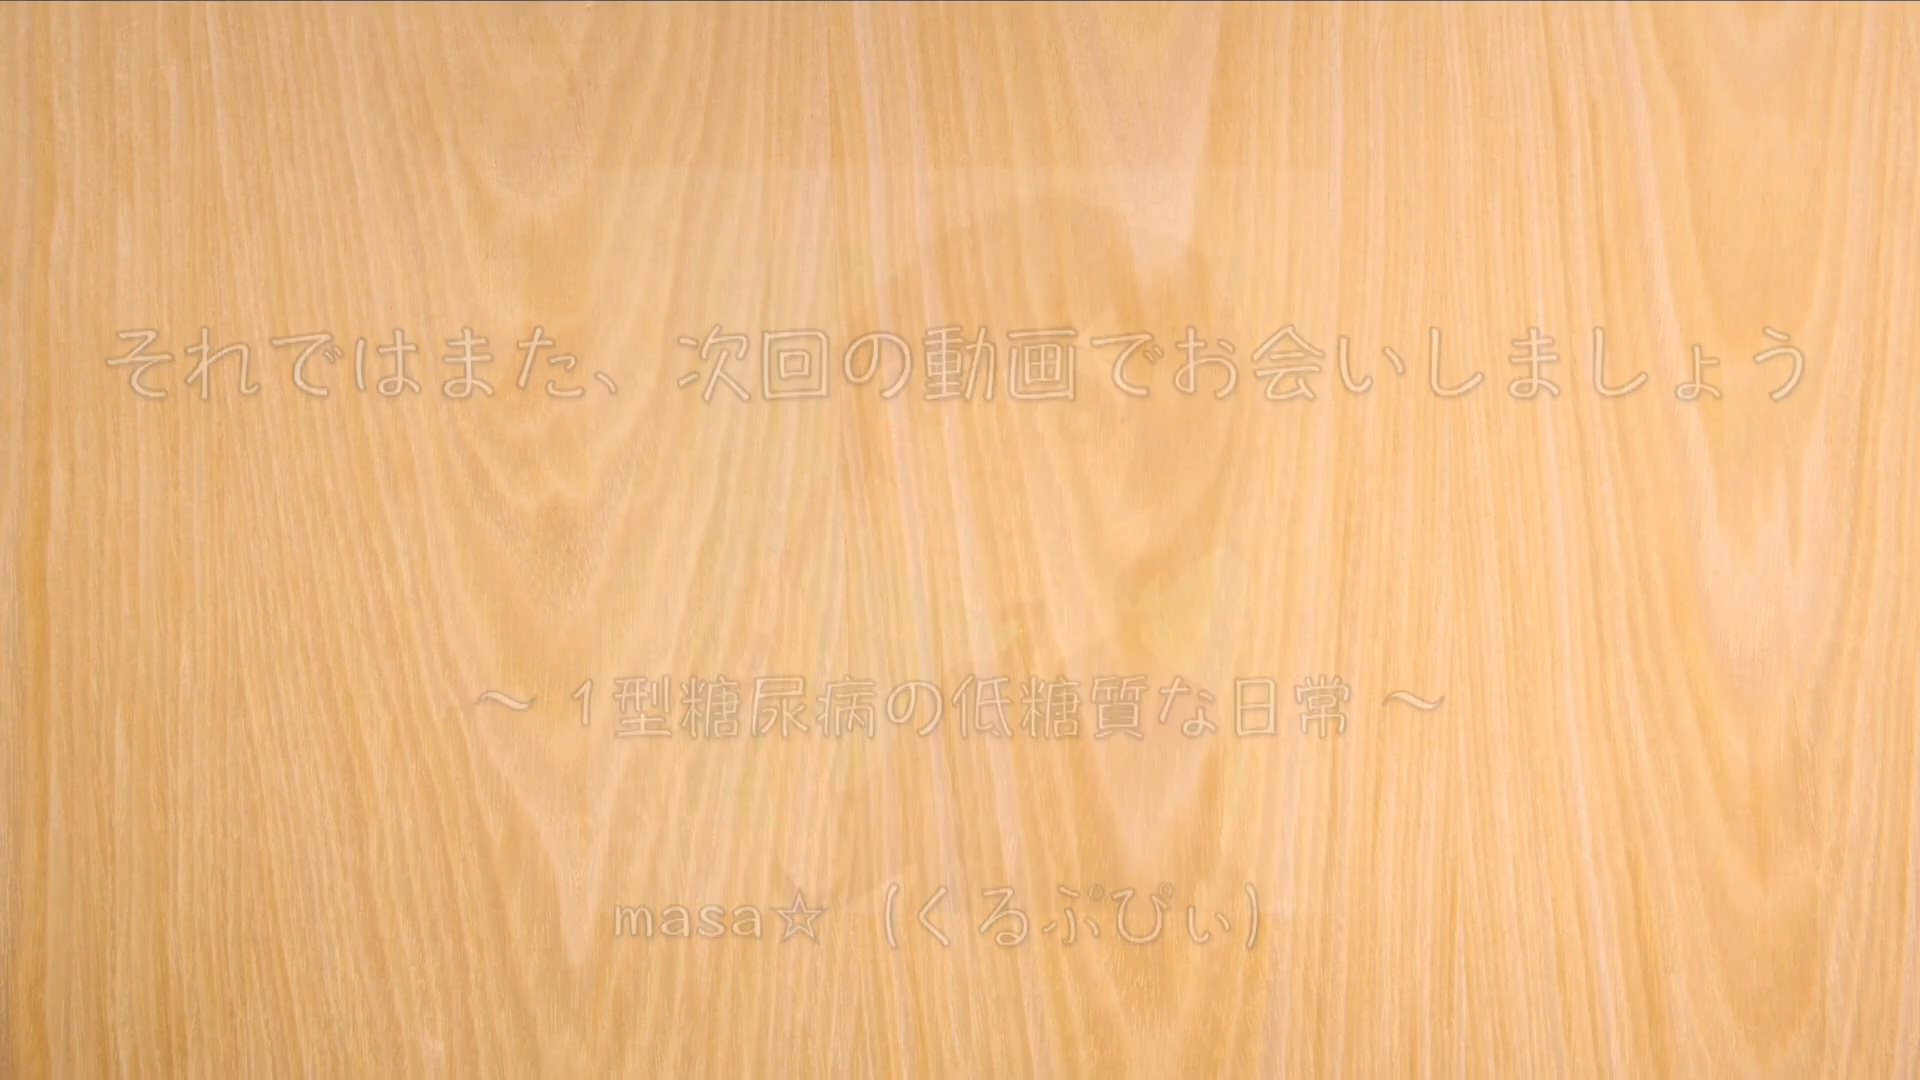 それではまた、次回の動画でお会いしましょう
～ 1型糖尿病の低糖質な日常 ～
masa☆（くるぷぴぃ）